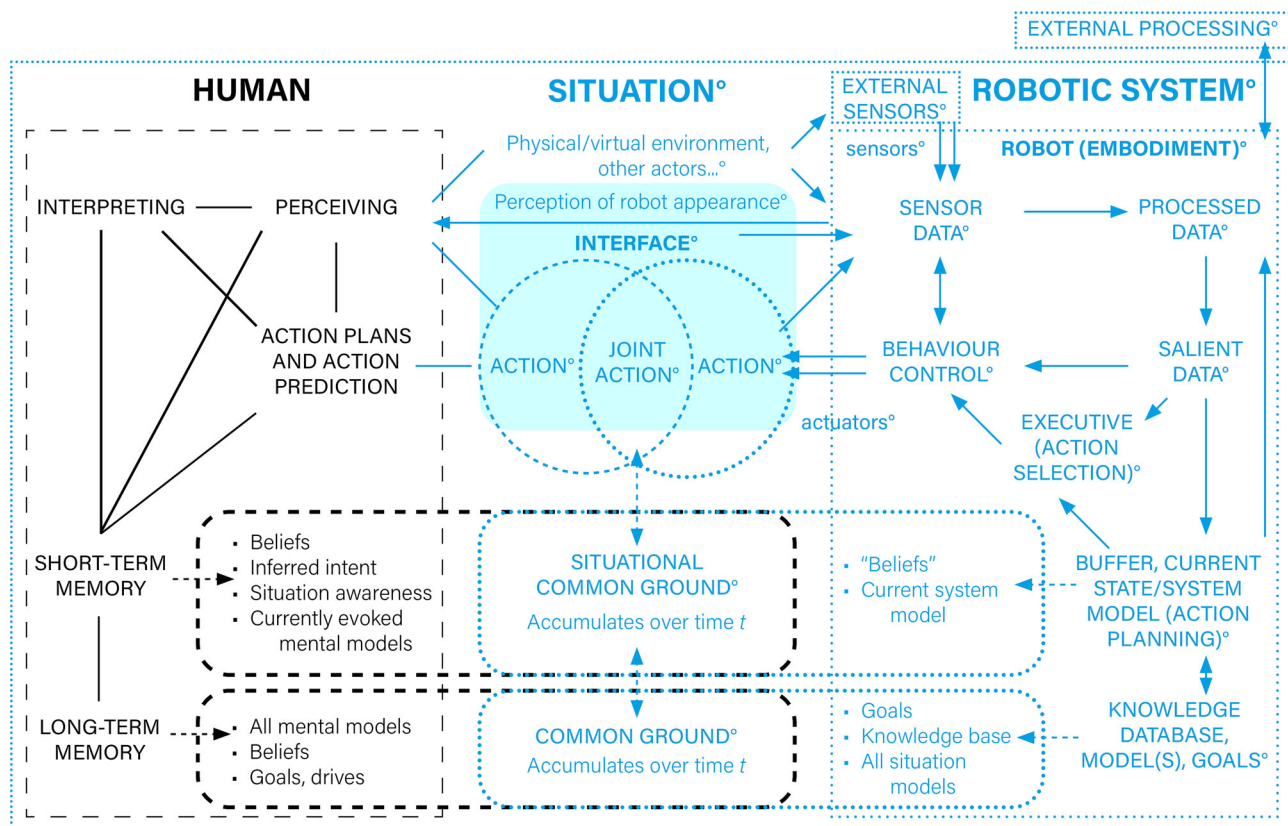 EXTERNAL PROCESSING°
HUMAN
SITUATION°
EXTERNAL
SENSORS°
ROBOTIC SYSTEM°
Physical/virtual environment,
other actors...°
sensors°
ROBOT (EMBODIMENT)°
INTERPRETING
PERCEIVING
Perception of robot appearance°
SENSOR
DATA°
PROCESSED
DATA°
INTERFACE°
ACTION PLANS
AND ACTION
PREDICTION
ACTION°
JOINT
ACTION°
ACTION°
BEHAVIOUR
CONTROL°
SALIENT
DATA°
actuators°
EXECUTIVE
(ACTION
SELECTION)°
SHORT-TERM
MEMORY
▪ Beliefs
▪ Inferred intent
▪ Situation awareness
▪ Currently evoked
mental models
SITUATIONAL
COMMON GROUND°
Accumulates over time t
▪ “Beliefs”
▪ Current system
model
BUFFER, CURRENT
STATE/SYSTEM
MODEL (ACTION
PLANNING)°
LONG-TERM
MEMORY
▪ All mental models
▪ Beliefs
▪ Goals, drives
COMMON GROUND°
Accumulates over time t
▪ Goals
▪ Knowledge base
▪ All situation
models
KNOWLEDGE
DATABASE,
MODEL(S), GOALS°